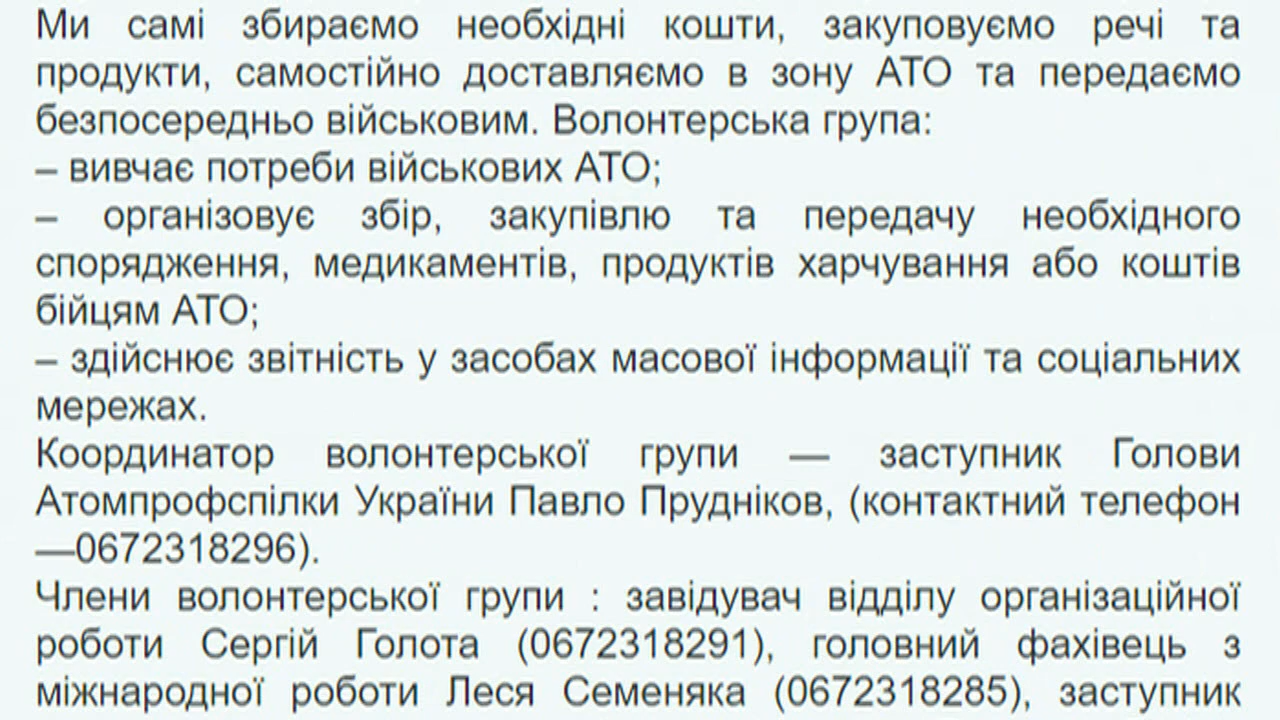 Ми самі збираємо необхідні кошти, закуповуємо речі та
продукти, самостійно доставляємо в зону АТО та передаємо
безпосередньо військовим. Волонтерська група:
– вивчає потреби військових АТО;
– організовує збір, закупівлю та передачу необхідного
спорядження, медикаментів, продуктів харчування або коштів
бійцям АТО;
– здійснює звітність у засобах масової інформації та соціальних
мережах.
Координатор волонтерської групи — заступник Голови
Атомпрофспілки України Павло Прудніков, (контактний телефон
—0672318296).
Члени волонтерської групи : завідувач відділу організаційної
роботи Сергій Голота (0672318291), головний фахівець з
міжнародної роботи Леся Семеняка (0672318285), заступник